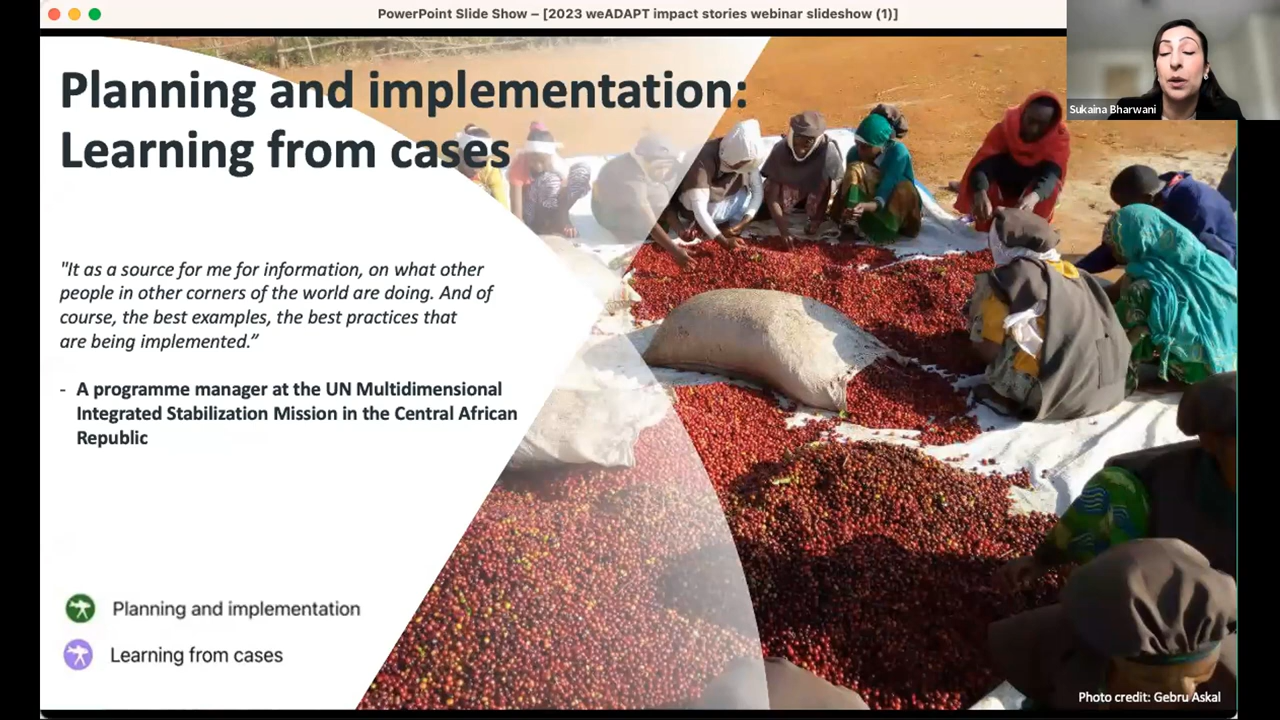 PowerPoint Slide Show – [2023 weADAPT impact stories webinar slideshow (1)]
Sukaina Bharwani
Planning and implementation:
Learning from cases
"It as a source for me for information, on what other
people in other corners of the world are doing. And of
course, the best examples, the best practices that
are being implemented.”
- A programme manager at the UN Multidimensional
Integrated Stabilization Mission in the Central African
Republic
Planning and implementation
Learning from cases
Photo credit: Gebru Askal